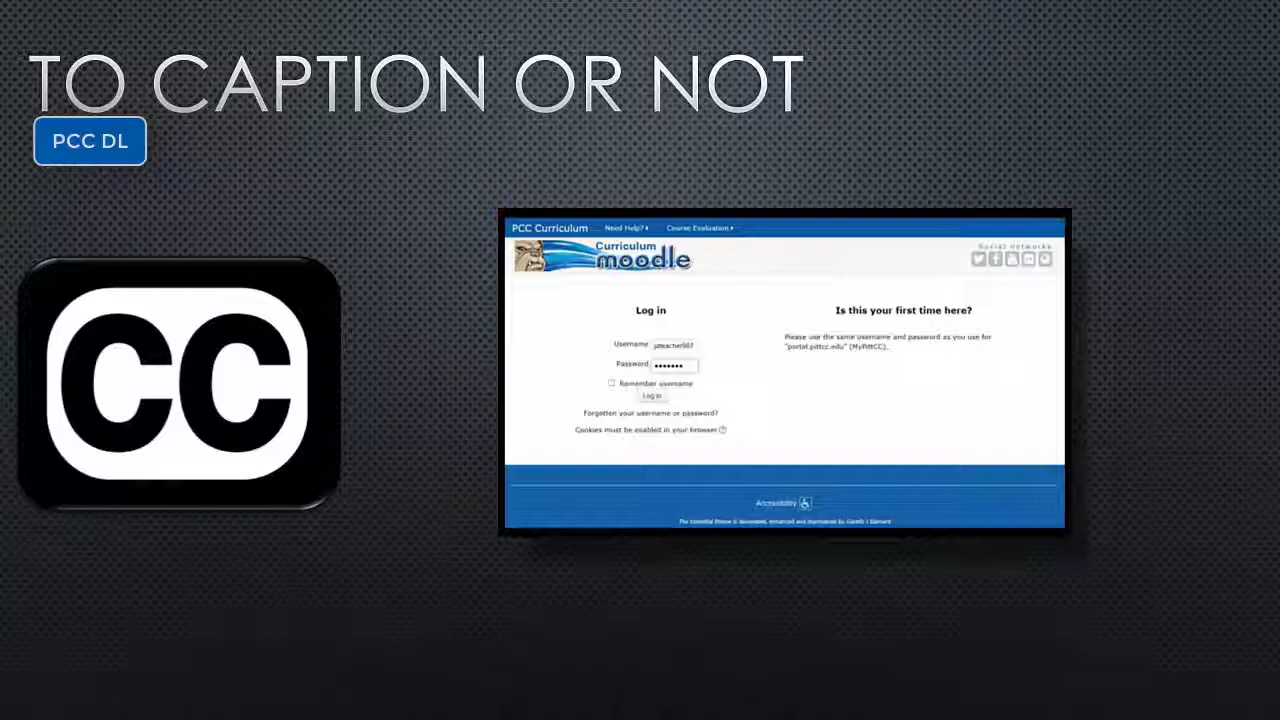 TO CAPTION OR NOT
PCC DL
CC
PCC Curriculum Need Help? Course Evaluation
Curriculum
moodle
Social networks
Log in
Username
Password •••••••
Remember username
Log in
Forgotten your username or password?
Cookies must be enabled in your browser
Is this your first time here?
Please use the same username and password as you use for
"portal.pittcc.edu" (MyPittCC).
Accessibility